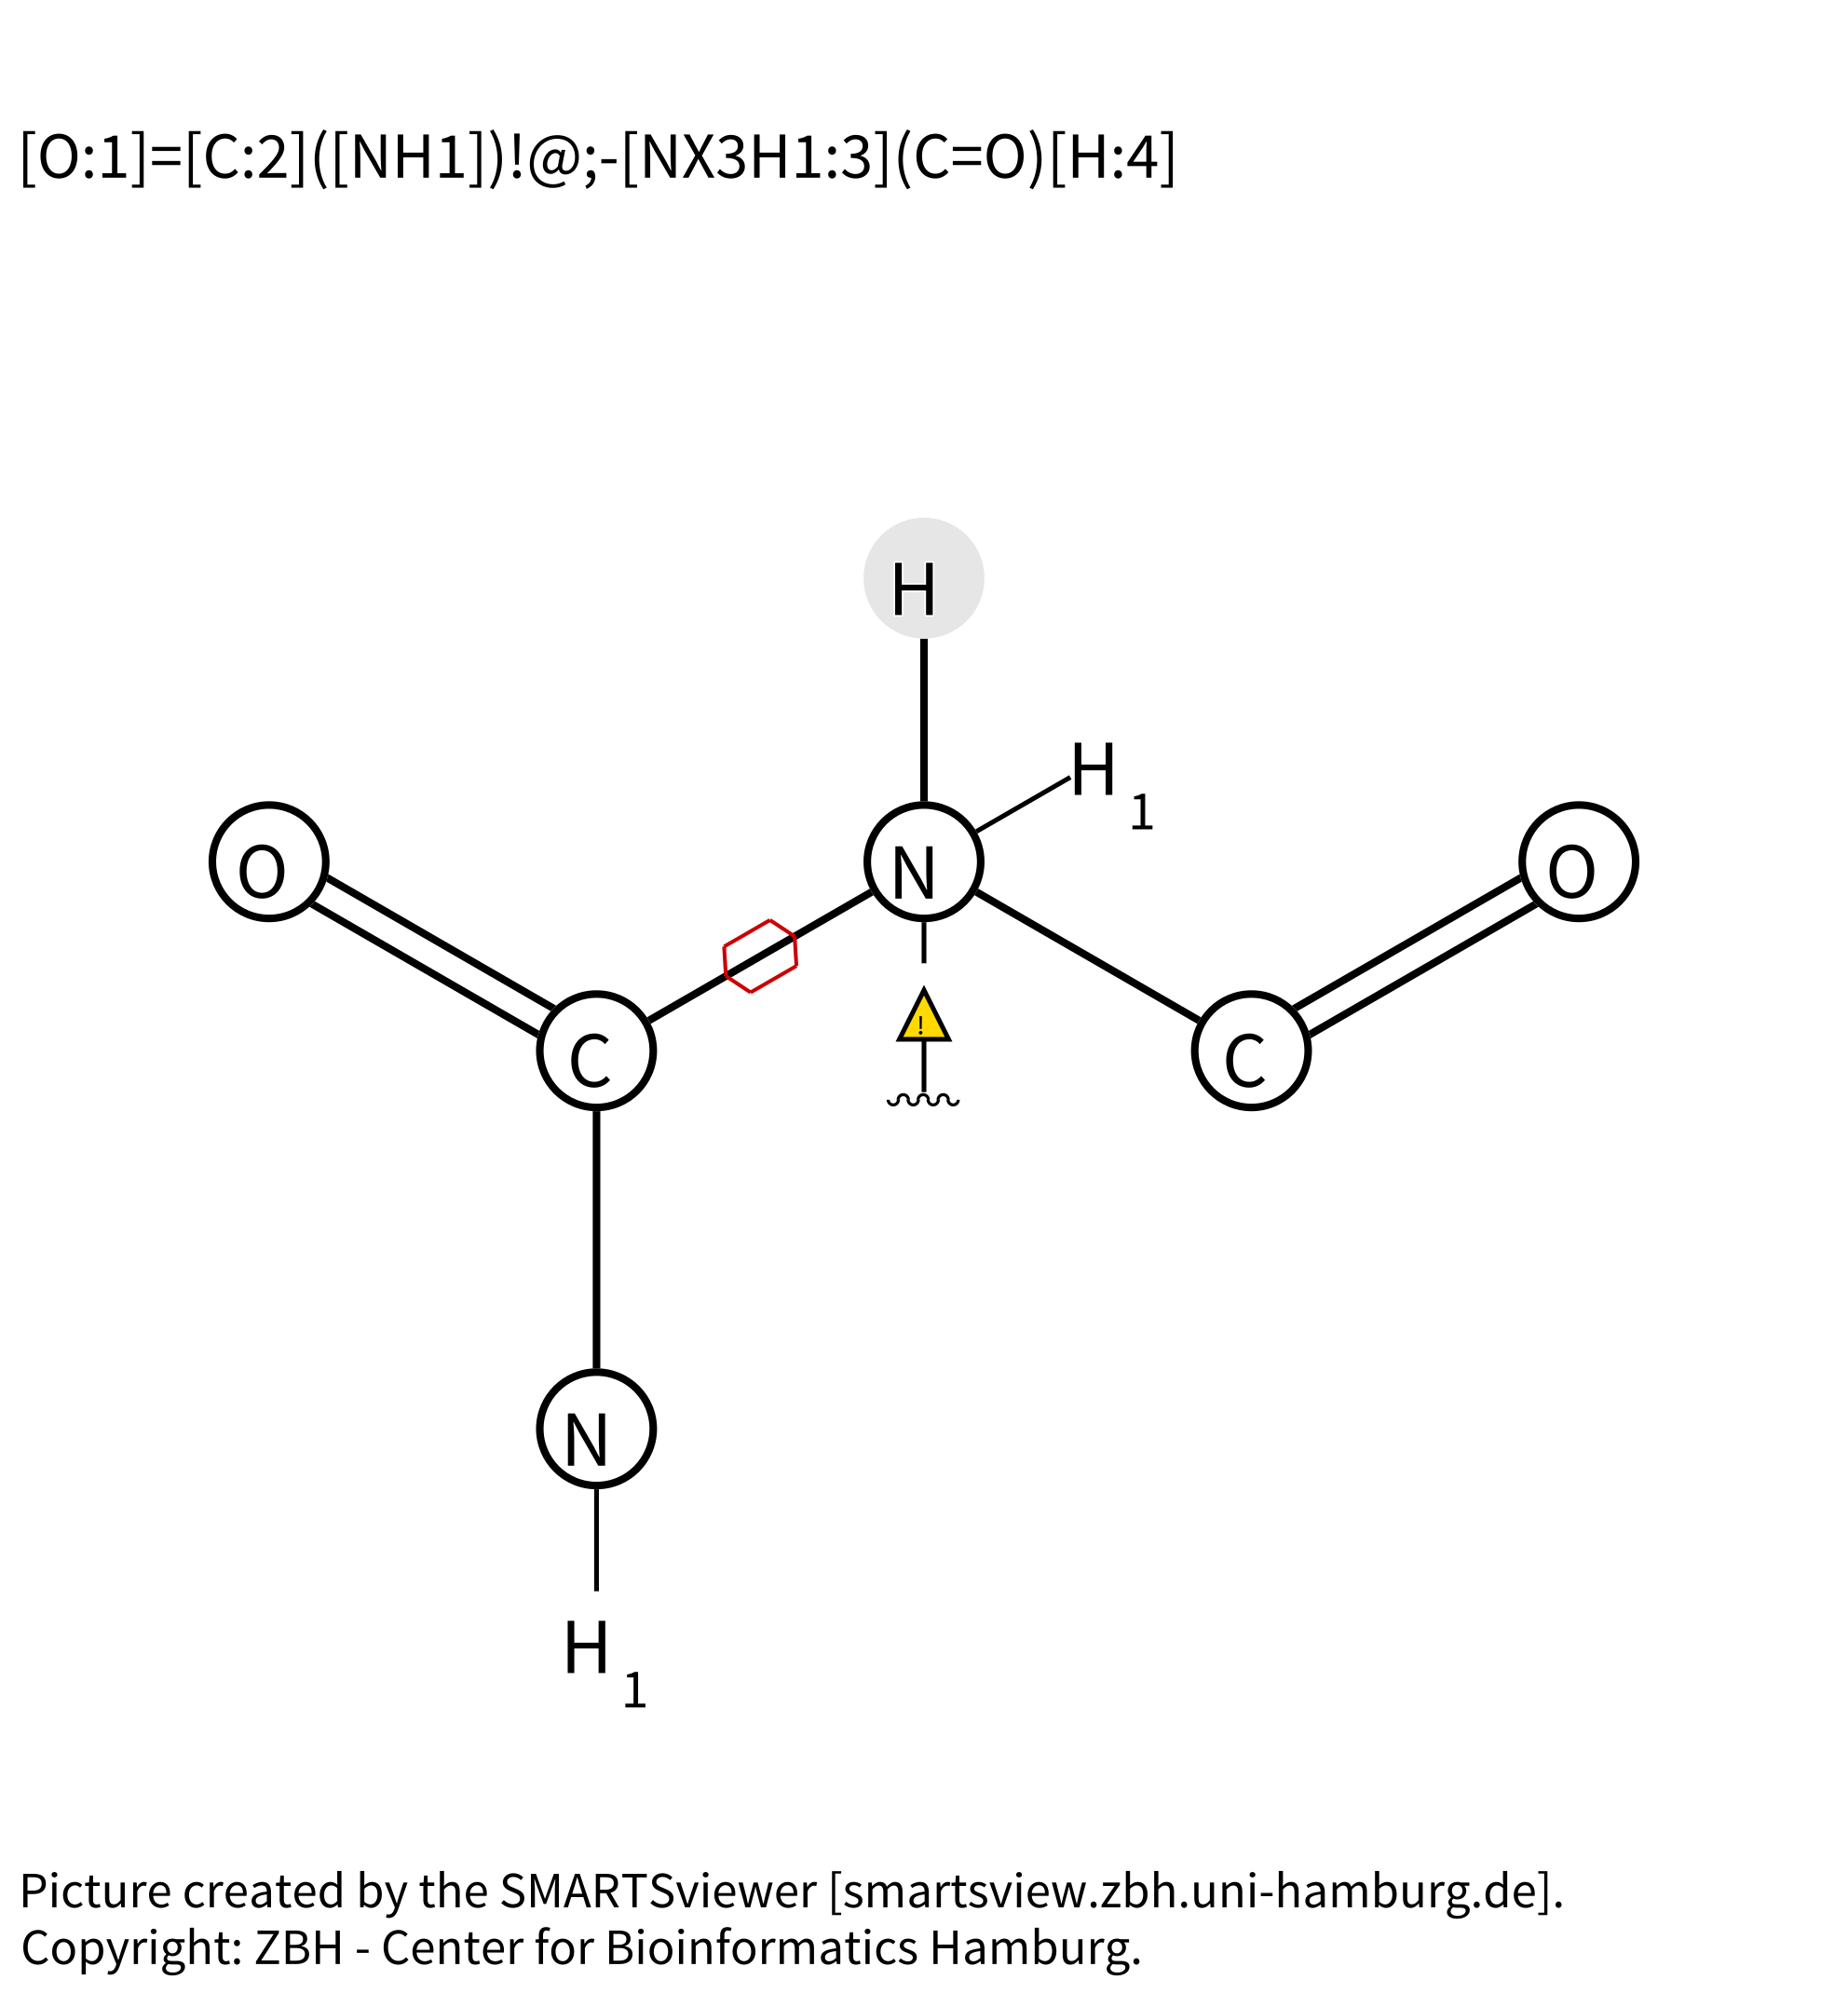 [O:1]=[C:2]([NH1])!@;-[NX3H1:3](C=O)[H:4]
H
H 1
O
N
O
!
C
C
N
H 1
Picture created by the SMARTSviewer [smartsview.zbh.uni-hamburg.de].
Copyright: ZBH - Center for Bioinformatics Hamburg.